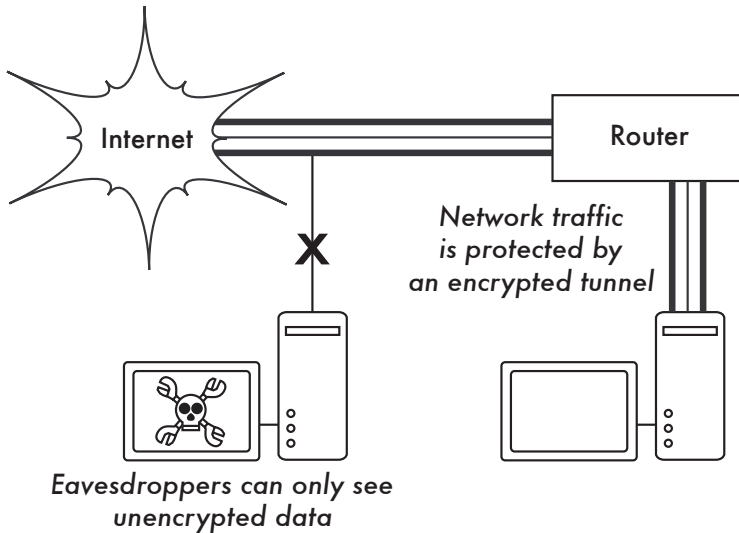 Internet
Router
Network traffic
is protected by
an encrypted tunnel
X
Eavesdroppers can only see
unencrypted data